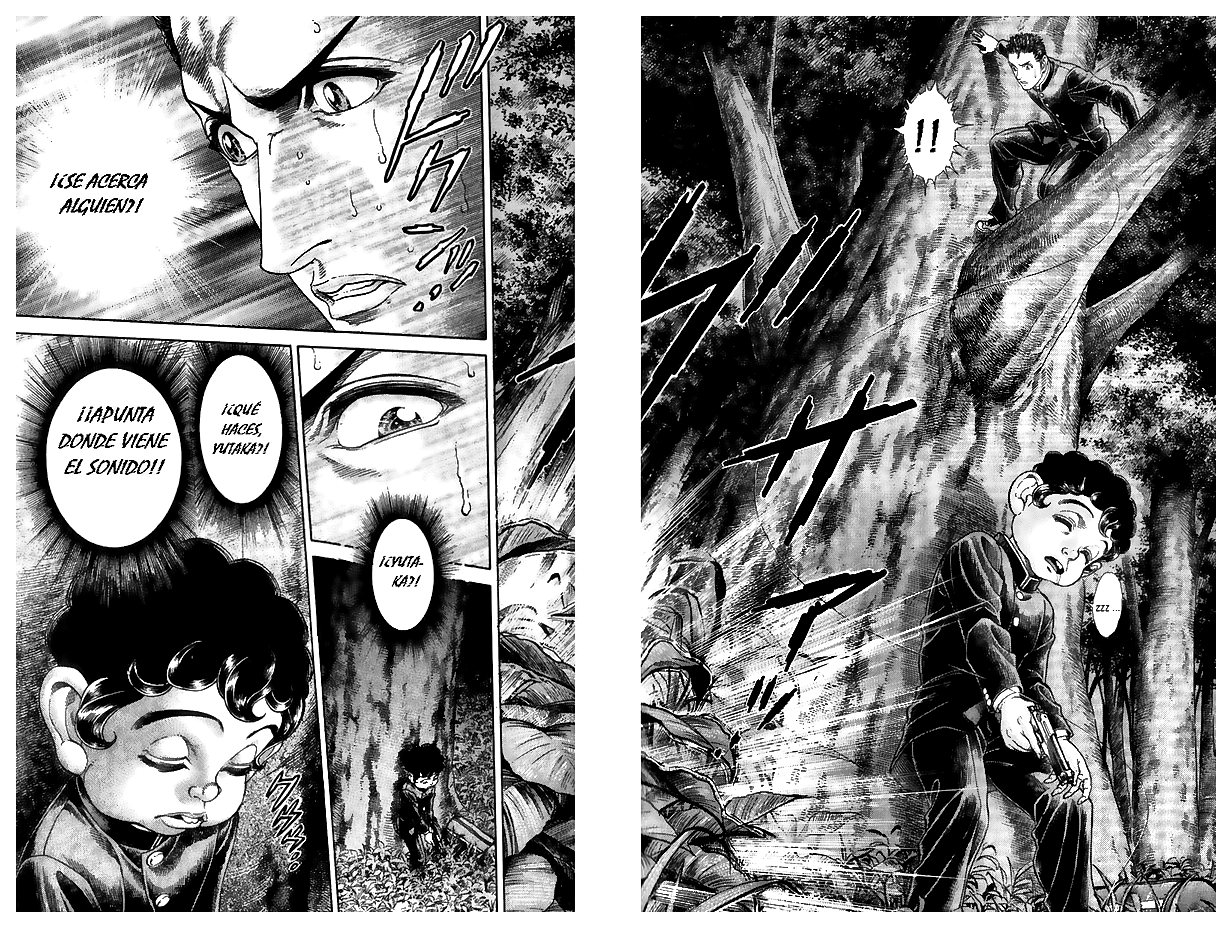 !!
ZZZ ...
¡¿SE ACERCA
ALGUIEN?!
¡¿YUTA-
KA?!
¡¿QUÉ
HACES,
YUTAKA?!
¡¡APUNTA
DONDE VIENE
EL SONIDO!!